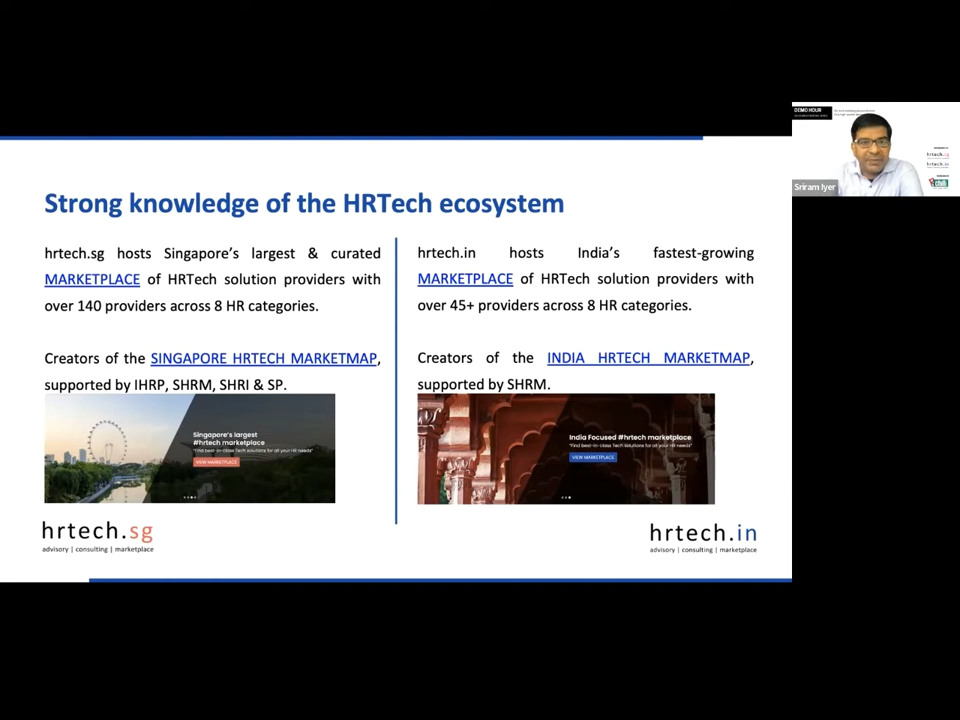 Strong knowledge of the HRTech ecosystem
hrtech.sg hosts Singapore's largest & curated
MARKETPLACE of HRTech solution providers with
over 140 providers across 8 HR categories.
Creators of the SINGAPORE HRTECH MARKETMAP,
supported by IHRP, SHRM, SHRI & SP.
Singapore's largest
#hrtech marketplace
"Find best-in-class Tech solutions for all your HR needs"
VIEW MARKETPLACE
hrtech.sg
advisory | consulting | marketplace
hrtech.in hosts India's fastest-growing
MARKETPLACE of HRTech solution providers with
over 45+ providers across 8 HR categories.
Creators of the INDIA HRTECH MARKETMAP,
supported by SHRM.
India Focused #hrtech marketplace
"Find best-in-class Tech Solutions for all your HR needs"
VIEW MARKETPLACE
hrtech.in
advisory | consulting | marketplace
DEMO HOUR
hrtech.sg
hrtech.in
Sriram Iyer